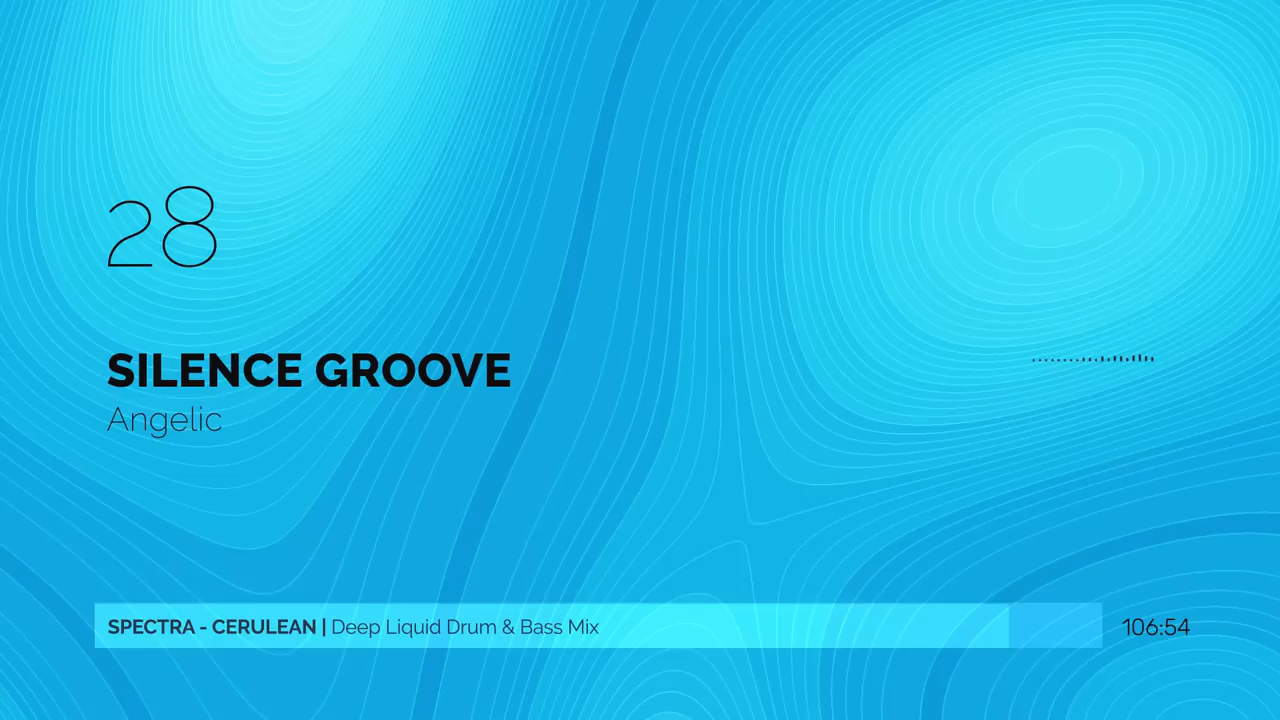 28
SILENCE GROOVE
Angelic
SPECTRA - CERULEAN | Deep Liquid Drum & Bass Mix
106:54